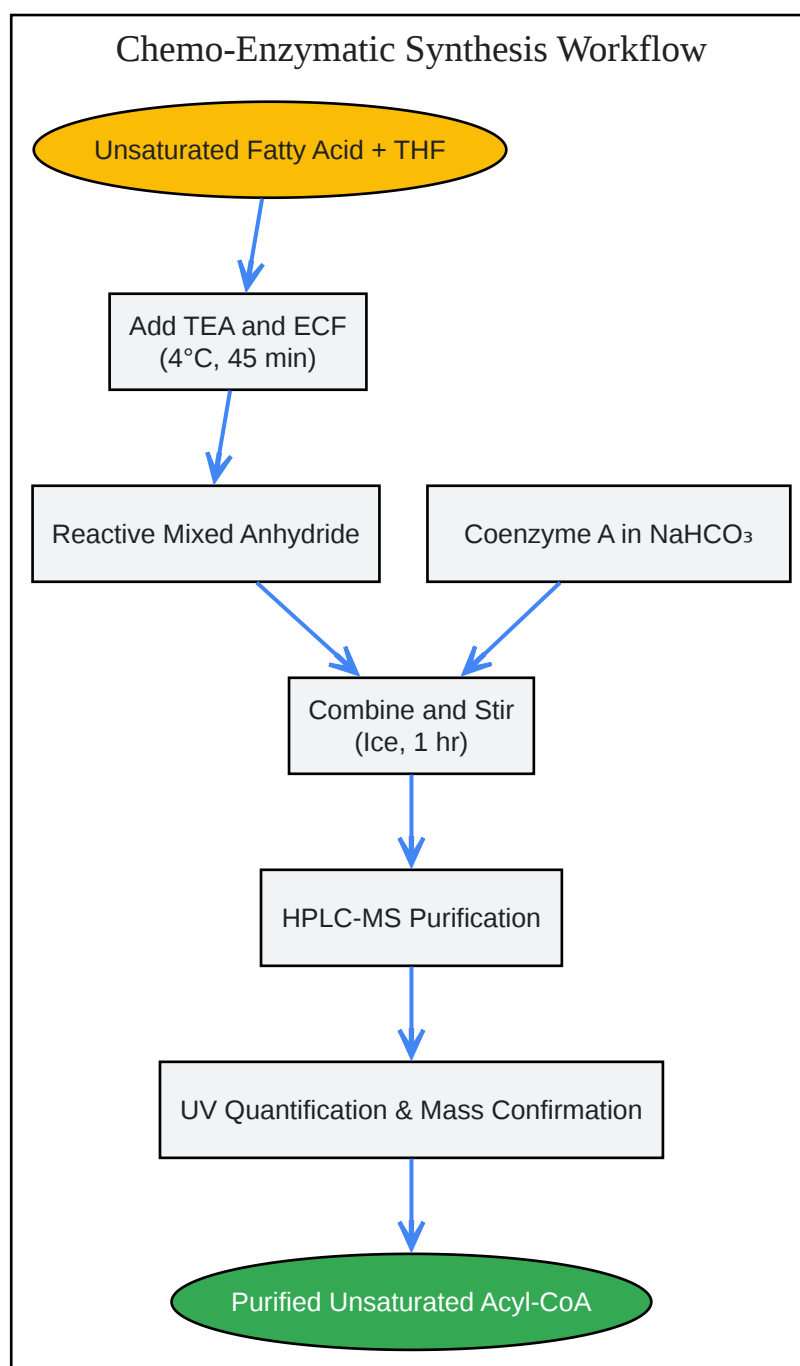 Chemo-Enzymatic Synthesis Workflow
Unsaturated Fatty Acid + THF
Add TEA and ECF
(4°C, 45 min)
Reactive Mixed Anhydride
Coenzyme A in NaHCO₃
Combine and Stir
(Ice, 1 hr)
HPLC-MS Purification
UV Quantification & Mass Confirmation
Purified Unsaturated Acyl-CoA